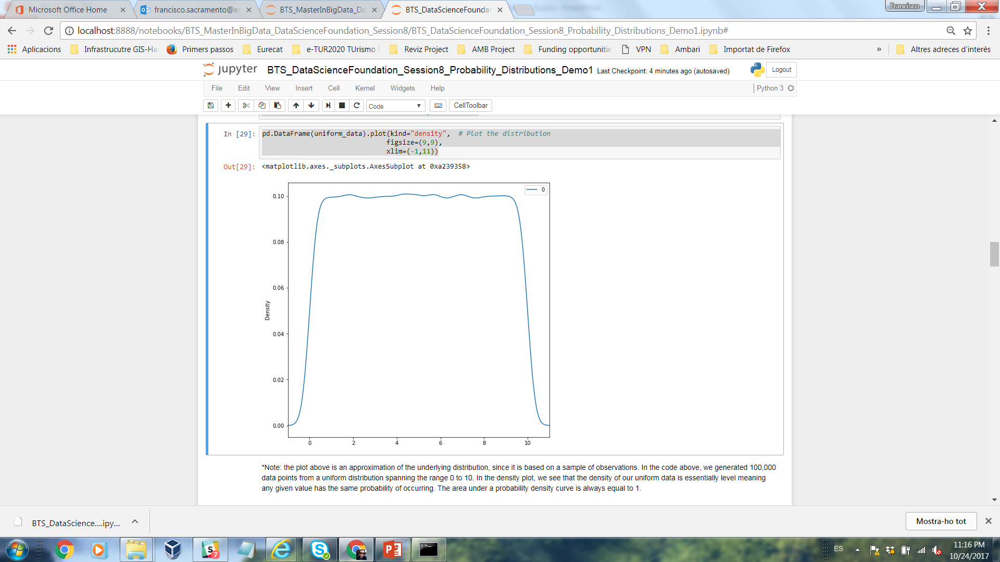 Microsoft Office Home
francisco.sacramento@e
BTS_MasterInBigData_Da
BTS_DataScienceFoundat
Francisco
localhost:8888/notebooks/BTS_MasterInBigData_DataScienceFoundation_Session8/BTS_DataScienceFoundation_Session8_Probability_Distributions_Demo1.ipynb#
Aplicacions
Infrastrucutre GIS-Ha
Primers passos
Eurecat
e-TUR2020 TUrismo
Reviz Project
AMB Project
Funding opportunitie
VPN
Ambari
Importat de Firefox
»
Altres adreces d'interès
jupyter
BTS_DataScienceFoundation_Session8_Probability_Distributions_Demo1 Last Checkpoint: 4 minutes ago (autosaved)
Logout
File Edit View Insert Cell Kernel Widgets Help
Python 3
Code
CellToolbar
In [29]: pd.DataFrame(uniform_data).plot(kind="density", # Plot the distribution
figsize=(9,9),
xlim=(-1,11))
Out[29]: <matplotlib.axes._subplots.AxesSubplot at 0xa239358>
0
0.10
0.08
0.06
0.04
0.02
0.00
Density
0 2 4 6 8 10
*Note: the plot above is an approximation of the underlying distribution, since it is based on a sample of observations. In the code above, we generated 100,000
data points from a uniform distribution spanning the range 0 to 10. In the density plot, we see that the density of our uniform data is essentially level meaning
any given value has the same probability of occurring. The area under a probability density curve is always equal to 1.
BTS_DataScience....ipy...
Mostra-ho tot
7
ES
11:16 PM
10/24/2017